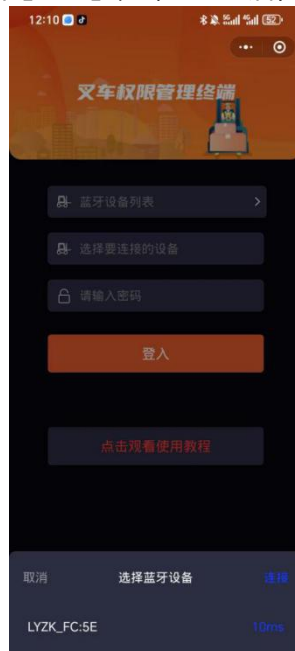 12:10
52
叉车权限管理终端
蓝牙设备列表
选择要连接的设备
请输入密码
登入
点击观看使用教程
取消 选择蓝牙设备 连接
LYZK_FC:5E 10ms